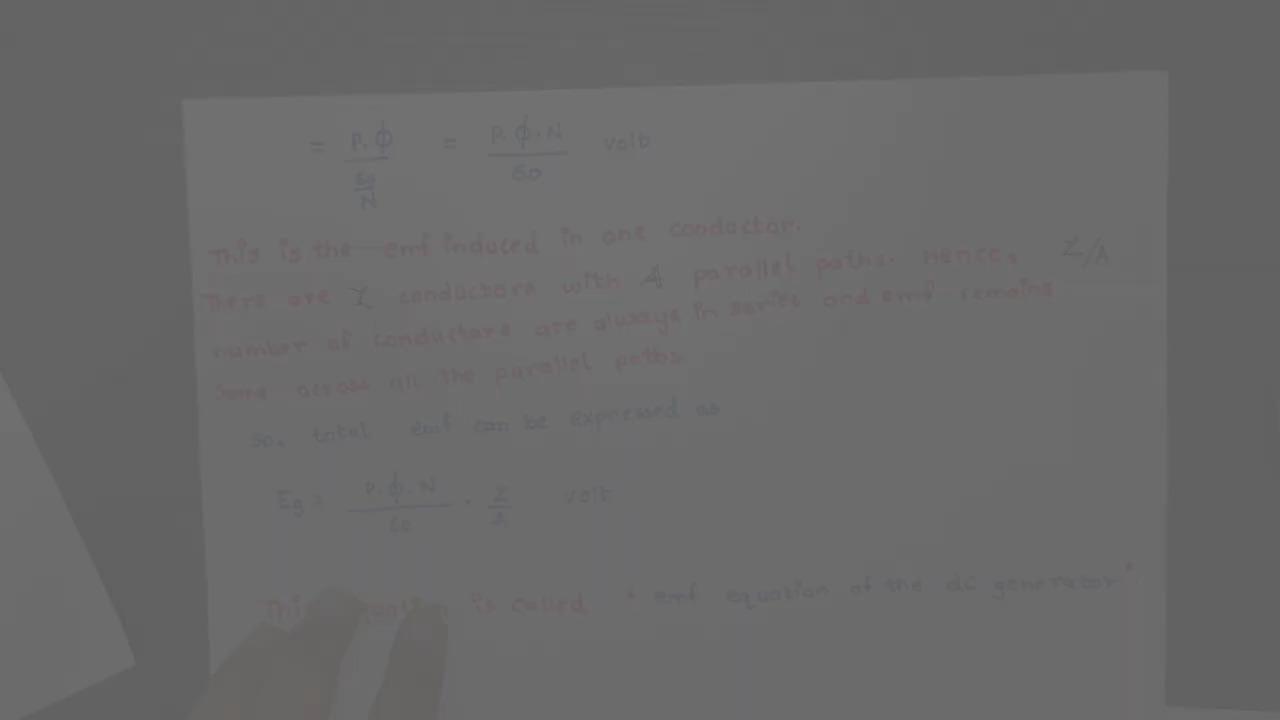 = P.ϕ / (60/N) = P.ϕ.N / 60 volt
This is the emf induced in one conductor.
There are Z conductors with A parallel paths. Hence, Z/A
number of conductors are always in series and emf remains
Same across all the parallel paths.
So, total emf can be expressed as
Eg = P.ϕ.N / 60 . Z / A volt
This is called "emf equation of the dc generator"